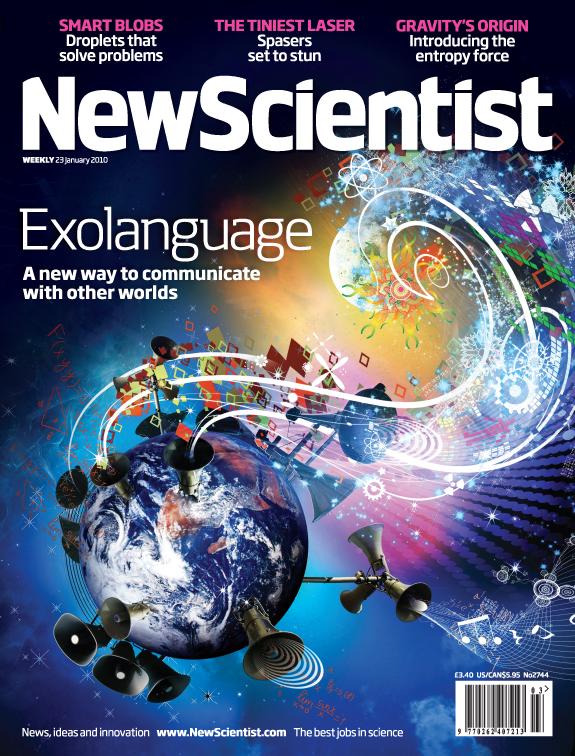 SMART BLOBS
Droplets that
solve problems
THE TINIEST LASER
Spasers
set to stun
GRAVITY'S ORIGIN
Introducing the
entropy force
NewScientist
WEEKLY 23 January 2010
Exolanguage
A new way to communicate
with other worlds
£3.40 US/CAN$5.95 No2744
0 3
9 770262 407213
News, ideas and innovation www.NewScientist.com The best jobs in science